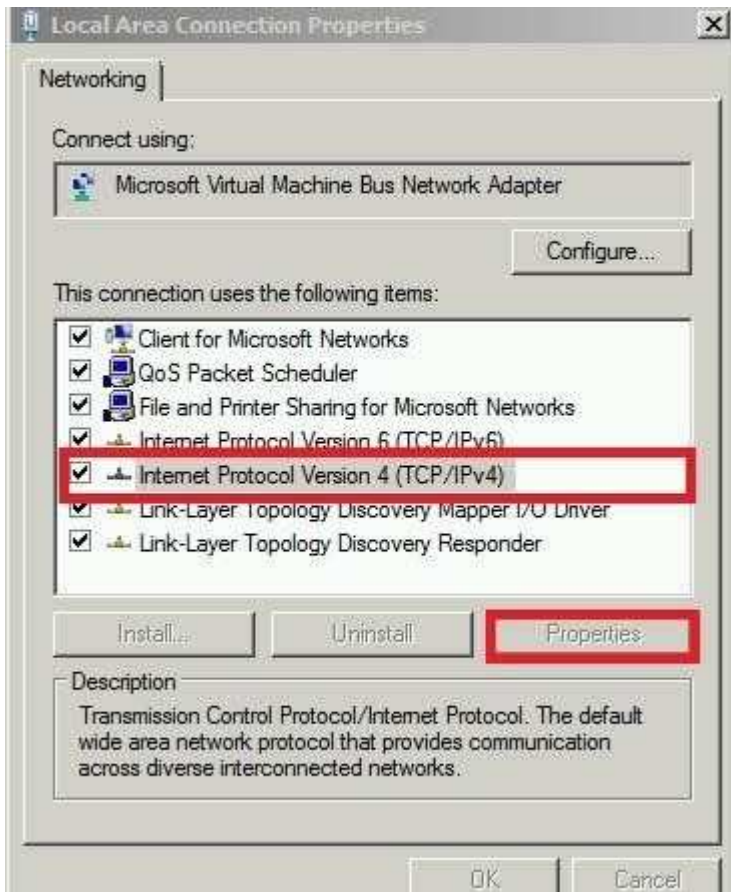 Local Area Connection Properties
Networking
Connect using:
Microsoft Virtual Machine Bus Network Adapter
Configure...
This connection uses the following items:
Client for Microsoft Networks
QoS Packet Scheduler
File and Printer Sharing for Microsoft Networks
Internet Protocol Version 6 (TCP/IPv6)
Internet Protocol Version 4 (TCP/IPv4)
Link-Layer Topology Discovery Mapper I/O Driver
Link-Layer Topology Discovery Responder
Install... Uninstall Properties
Description
Transmission Control Protocol/Internet Protocol. The default
wide area network protocol that provides communication
across diverse interconnected networks.
OK Cancel